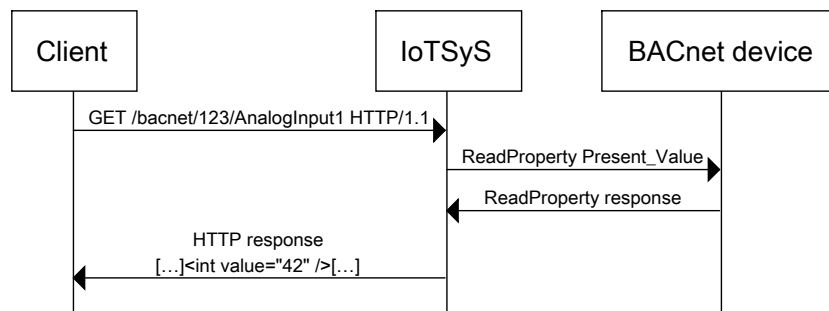 Client
IoTSyS
BACnet device
GET /bacnet/123/AnalogInput1 HTTP/1.1
ReadProperty Present_Value
ReadProperty response
HTTP response
[…]<int value="42" />[…]